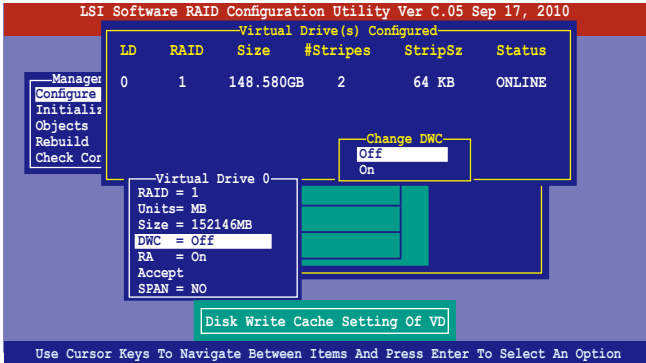 LSI Software RAID Configuration Utility Ver C.05 Sep 17, 2010
Virtual Drive(s) Configured
LD RAID Size #Stripes StripSz Status
0 1 148.580GB 2 64 KB ONLINE
Manager
Configure
Initializ
Objects
Rebuild
Check Con
Change DWC
Off
On
Virtual Drive 0
RAID = 1
Units= MB
Size = 152146MB
DWC = Off
RA = On
Accept
SPAN = NO
Disk Write Cache Setting Of VD
Use Cursor Keys To Navigate Between Items And Press Enter To Select An Option